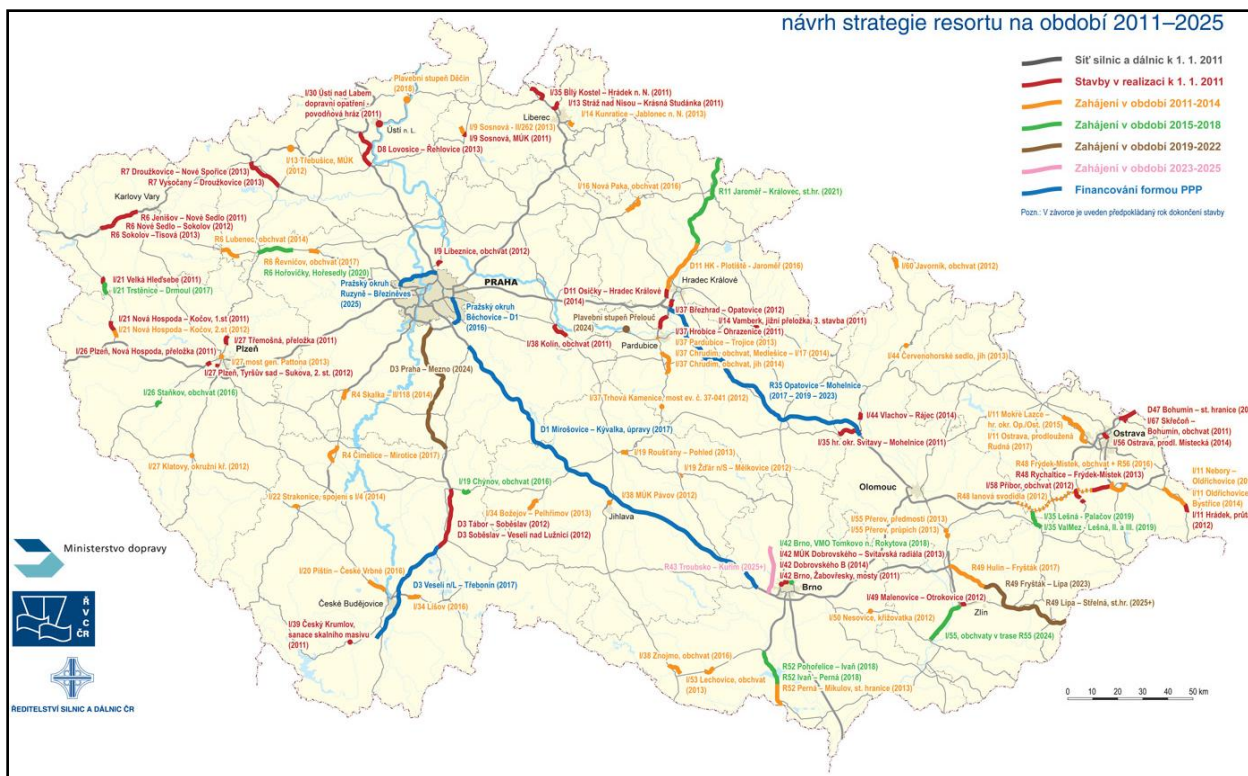 návrh strategie resortu na období 2011–2025
Síť silnic a dálnic k 1. 1. 2011
Stavby v realizaci k 1. 1. 2011
Zahájení v období 2011-2014
Zahájení v období 2015-2018
Zahájení v období 2019-2022
Zahájení v období 2023-2025
Financování formou PPP
Pozn.: V závorce je uveden předpokládaný rok dokončení stavby
Plavební stupeň Děčín
(2018)
I/30 Ústí nad Labem
dopravní opatření -
povodňová hráz
(2011)
Ústí n. L.
I/35 Bílý Kostel – Hrádek n. N. (2011)
I/13 Stráž nad Nisou – Krásná Studánka (2011)
Liberec
I/14 Kunratice – Jablonec n. N. (2013)
I/9 Sosnová - II/262 (2013)
I/9 Sosnová, MÚK (2011)
D8 Lovosice – Řehlovice (2013)
I/13 Třebušice, MÚK
(2012)
R7 Droužkovice – Nové Spořice (2013)
R7 Vysočany – Droužkovice (2013)
Karlovy Vary
R6 Jenišov – Nové Sedlo (2011)
R6 Nové Sedlo – Sokolov (2012)
R6 Sokolov –Tisová (2013)
R6 Lubenec, obchvat (2014)
R6 Řevničov, obchvat (2017)
R6 Hořovičky, Hořesedly (2020)
I/16 Nová Paka, obchvat (2016)
R11 Jaroměř – Královec, st.hr. (2021)
I/9 Líbeznice, obchvat (2012)
D11 HK - Plotiště - Jaroměř (2016)
Hradec Králové
I/60 Javorník, obchvat (2012)
I/21 Velká Hleďsebe (2011)
I/21 Trstěnice – Drmoul (2017)
Pražský okruh
Ruzyně – Březiněves
(2025)
PRAHA
Pražský okruh
Běchovice – D1
(2016)
D11 Osičky – Hradec Králové
(2014)
Plavební stupeň Přelouč
(2024)
Pardubice
I/37 Březhrad – Opatovice (2012)
I/14 Vamberk, jižní přeložka, 3. stavba (2011)
I/37 Hrobice – Ohrazenice (2011)
I/37 Pardubice – Trojice (2013)
I/37 Chrudim, obchvat, Medlešice - I/17 (2014)
I/37 Chrudim, obchvat, jih (2014)
I/38 Kolín, obchvat (2011)
I/21 Nová Hospoda – Kočov, 1.st (2011)
I/21 Nová Hospoda – Kočov, 2.st (2012)
I/27 Třemošná, přeložka (2011)
Plzeň
I/26 Plzeň, Nová Hospoda, přeložka (2011)
I/27 most gen. Pattona (2013)
I/27 Plzeň, Tyršův sad – Sukova, 2. st. (2012)
I/44 Červenohorské sedlo, jih (2013)
D3 Praha – Mezno (2024)
R35 Opatovice – Mohelnice
(2017 – 2019 – 2023)
I/26 Staňkov, obchvat (2016)
R4 Skalka – II/118 (2014)
I/37 Trhová Kamenice, most ev. č. 37-041 (2012)
I/44 Vlachov – Rájec (2014)
I/35 hr. okr. Svitavy - Mohelnice (2011)
I/11 Mokré Lazce –
hr. okr. Op./Ost. (2015)
I/11 Ostrava, prodloužená
Rudná (2017)
D47 Bohumín – st. hranice (20
I/67 Skřečoň –
Bohumín, obchvat (2011)
Ostrava
I/56 Ostrava, prodl. Místecká (2014)
D1 Mirošovice – Kývalka, úpravy (2017)
I/27 Klatovy, okružní kř. (2012)
R4 Čimelice – Mirotice (2017)
I/19 Roušťany – Pohled (2013)
I/19 Žďár n/S – Mělkovice (2012)
R48 Frýdek-Místek, obchvat + R56 (2016)
R48 Rychaltice – Frýdek-Místek (2013)
I/58 Příbor, obchvat (2012)
I/11 Nebory –
Oldřichovice (20
I/11 Oldřichovice
Bystřice (2014)
I/11 Hrádek, průt
(2012)
Olomouc
R48 lanová svodidla (2012)
I/35 Lešná - Palačov (2019)
I/35 ValMez - Lešná, II. a III. (2019)
I/19 Chýnov, obchvat (2016)
I/22 Strakonice, spojení s I/4 (2014)
I/34 Božejov – Pelhřimov (2013)
I/38 MÚK Pávov (2012)
Jihlava
I/55 Přerov, předmostí (2013)
I/55 Přerov, průpich (2013)
Ministerstvo dopravy
D3 Tábor – Soběslav (2012)
D3 Soběslav – Veselí nad Lužnicí (2012)
I/42 Brno, VMO Tomkovo n., Rokytova (2018)
I/42 MÚK Dobrovského – Svitavská radiála (2013)
I/42 Dobrovského B (2014)
I/42 Brno, Žabovřesky, mosty (2011)
R43 Troubsko – Kuřim (2025+)
Brno
R49 Hulín – Fryšták (2017)
R49 Fryšták – Lípa (2023)
R49 Lípa – Střelná, st.hr. (2025+)
I/20 Pištín – České Vrbné (2016)
D3 Veselí n/L – Třebonín (2017)
České Budějovice
I/34 Lišov (2016)
I/49 Malenovice – Otrokovice (2012)
Zlín
I/50 Nesovice, křižovatka (2012)
I/55, obchvaty v trase R55 (2024)
ŘVC ČR
I/39 Český Krumlov,
sanace skalního masivu
(2011)
I/38 Znojmo, obchvat (2016)
I/53 Lechovice, obchvat
(2013)
R52 Pohořelice – Ivaň (2018)
R52 Ivaň – Perná (2018)
R52 Perná – Mikulov, st. hranice (2013)
ŘEDITELSTVÍ SILNIC A DÁLNIC ČR
0 10 20 30 40 50 km